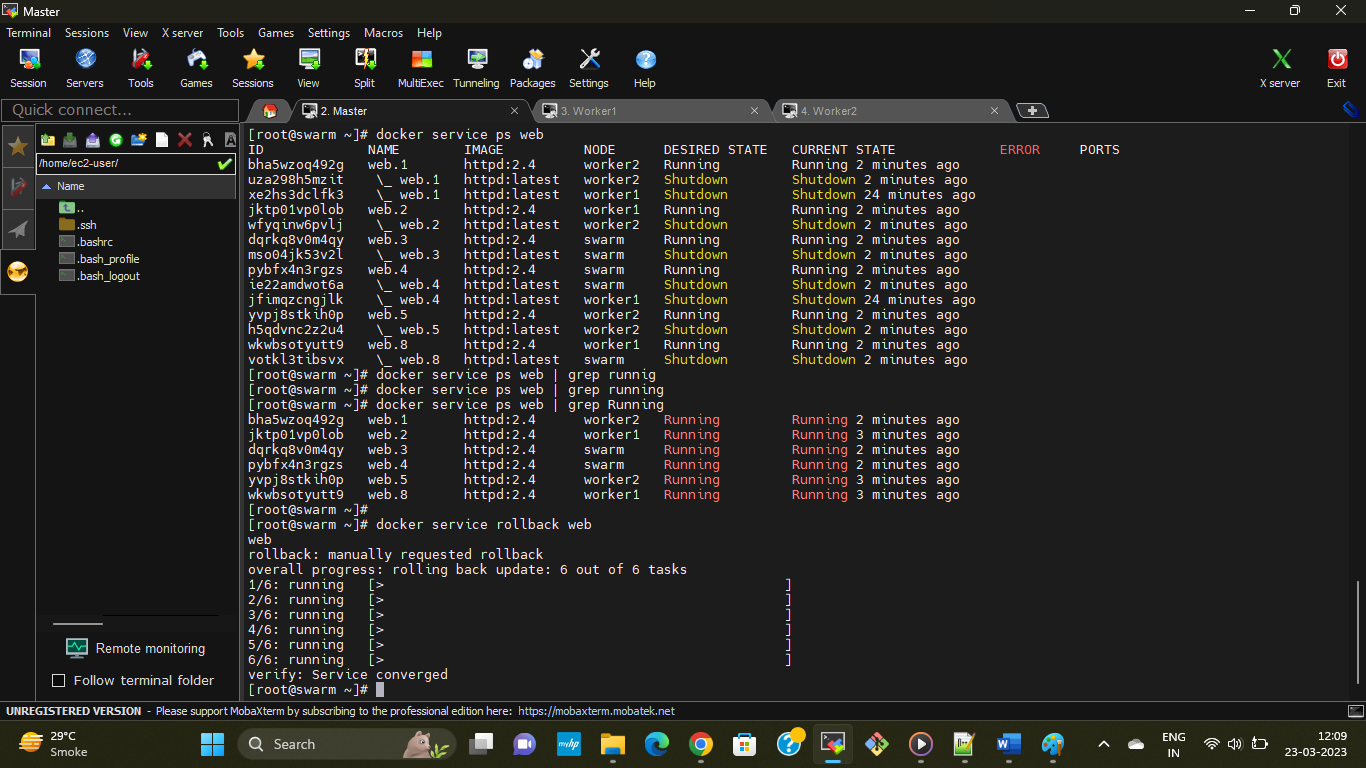 Master
Terminal Sessions View X server Tools Games Settings Macros Help
Session Servers Tools Games Sessions View Split MultiExec Tunneling Packages Settings Help X server Exit
Quick connect...
2. Master 3. Worker1 4. Worker2
/home/ec2-user/
Name
..
.ssh
.bashrc
.bash_profile
.bash_logout
Remote monitoring
Follow terminal folder
[root@swarm ~]# docker service ps web
ID NAME IMAGE NODE DESIRED STATE CURRENT STATE ERROR PORTS
bha5wzoq492g web.1 httpd:2.4 worker2 Running Running 2 minutes ago
uza298h5mzit \_ web.1 httpd:latest worker2 Shutdown Shutdown 2 minutes ago
xe2hs3dclfk3 \_ web.1 httpd:latest worker1 Shutdown Shutdown 24 minutes ago
jktp01vp0lob web.2 httpd:2.4 worker1 Running Running 2 minutes ago
wfyqinw6pvlj \_ web.2 httpd:latest worker2 Shutdown Shutdown 2 minutes ago
dqrkq8v0m4qy web.3 httpd:2.4 swarm Running Running 2 minutes ago
mso04jk53v2l \_ web.3 httpd:latest swarm Shutdown Shutdown 2 minutes ago
pybfx4n3rgzs web.4 httpd:2.4 swarm Running Running 2 minutes ago
ie22amdwot6a \_ web.4 httpd:latest swarm Shutdown Shutdown 2 minutes ago
jfimqzcngjlk \_ web.4 httpd:latest worker1 Shutdown Shutdown 24 minutes ago
yvpj8stkih0p web.5 httpd:2.4 worker2 Running Running 2 minutes ago
h5qdvnc2z2u4 \_ web.5 httpd:latest worker2 Shutdown Shutdown 2 minutes ago
wkwbsotyutt9 web.8 httpd:2.4 worker1 Running Running 2 minutes ago
votkl3tibsvx \_ web.8 httpd:latest swarm Shutdown Shutdown 2 minutes ago
[root@swarm ~]# docker service ps web | grep runnig
[root@swarm ~]# docker service ps web | grep running
[root@swarm ~]# docker service ps web | grep Running
bha5wzoq492g web.1 httpd:2.4 worker2 Running Running 2 minutes ago
jktp01vp0lob web.2 httpd:2.4 worker1 Running Running 3 minutes ago
dqrkq8v0m4qy web.3 httpd:2.4 swarm Running Running 2 minutes ago
pybfx4n3rgzs web.4 httpd:2.4 swarm Running Running 2 minutes ago
yvpj8stkih0p web.5 httpd:2.4 worker2 Running Running 3 minutes ago
wkwbsotyutt9 web.8 httpd:2.4 worker1 Running Running 3 minutes ago
[root@swarm ~]#
[root@swarm ~]# docker service rollback web
web
rollback: manually requested rollback
overall progress: rolling back update: 6 out of 6 tasks
1/6: running [> ]
2/6: running [> ]
3/6: running [> ]
4/6: running [> ]
5/6: running [> ]
6/6: running [> ]
verify: Service converged
[root@swarm ~]#
UNREGISTERED VERSION - Please support MobaXterm by subscribing to the professional edition here: https://mobaxterm.mobatek.net
29°C
Smoke
Search
myhp
ENG
IN
12:09
23-03-2023